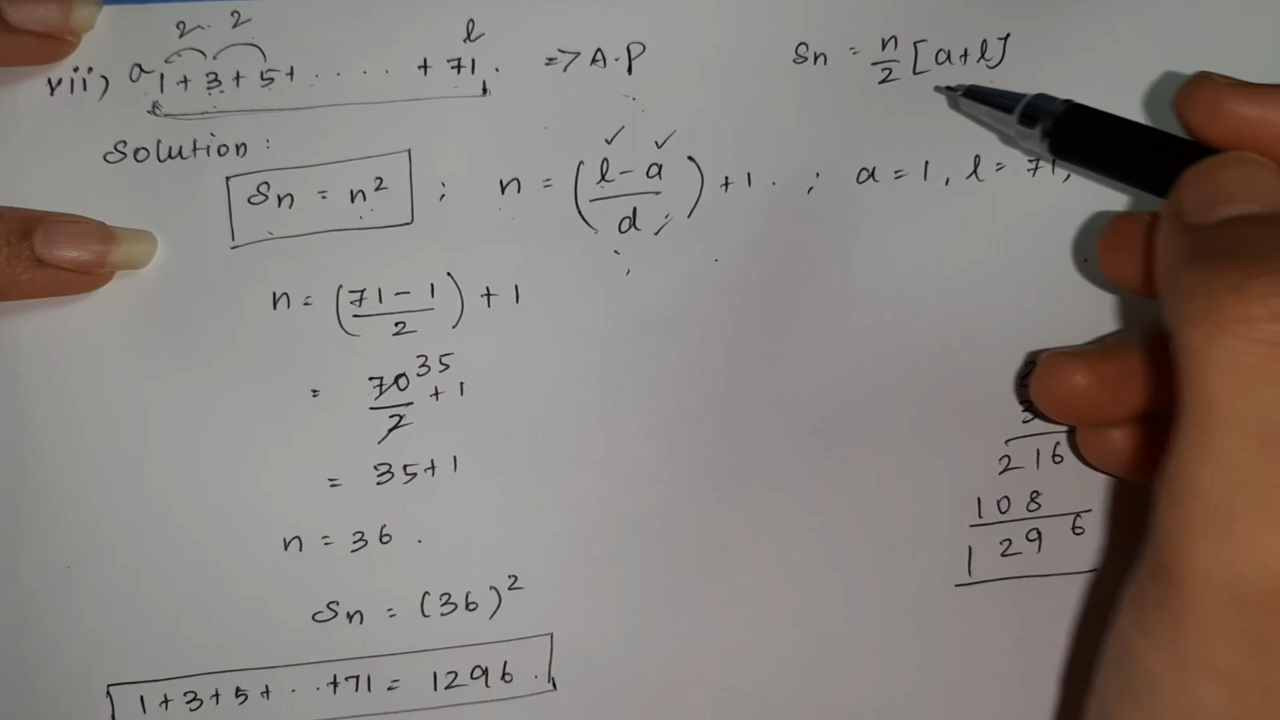 2 2 l
vii) a 1 + 3 + 5 + . . . . . + 71 . => A.P Sn = n/2 [a+l]
Solution :
Sn = n² ; n = (l - a / d) + 1 . ; a = 1 , l = 71,
n = (71 - 1 / 2) + 1
= 70/2 35 + 1
= 35 + 1
n = 36 .
Sn = (36)²
1 + 3 + 5 + . . . + 71 = 1296 .
216
108
1296